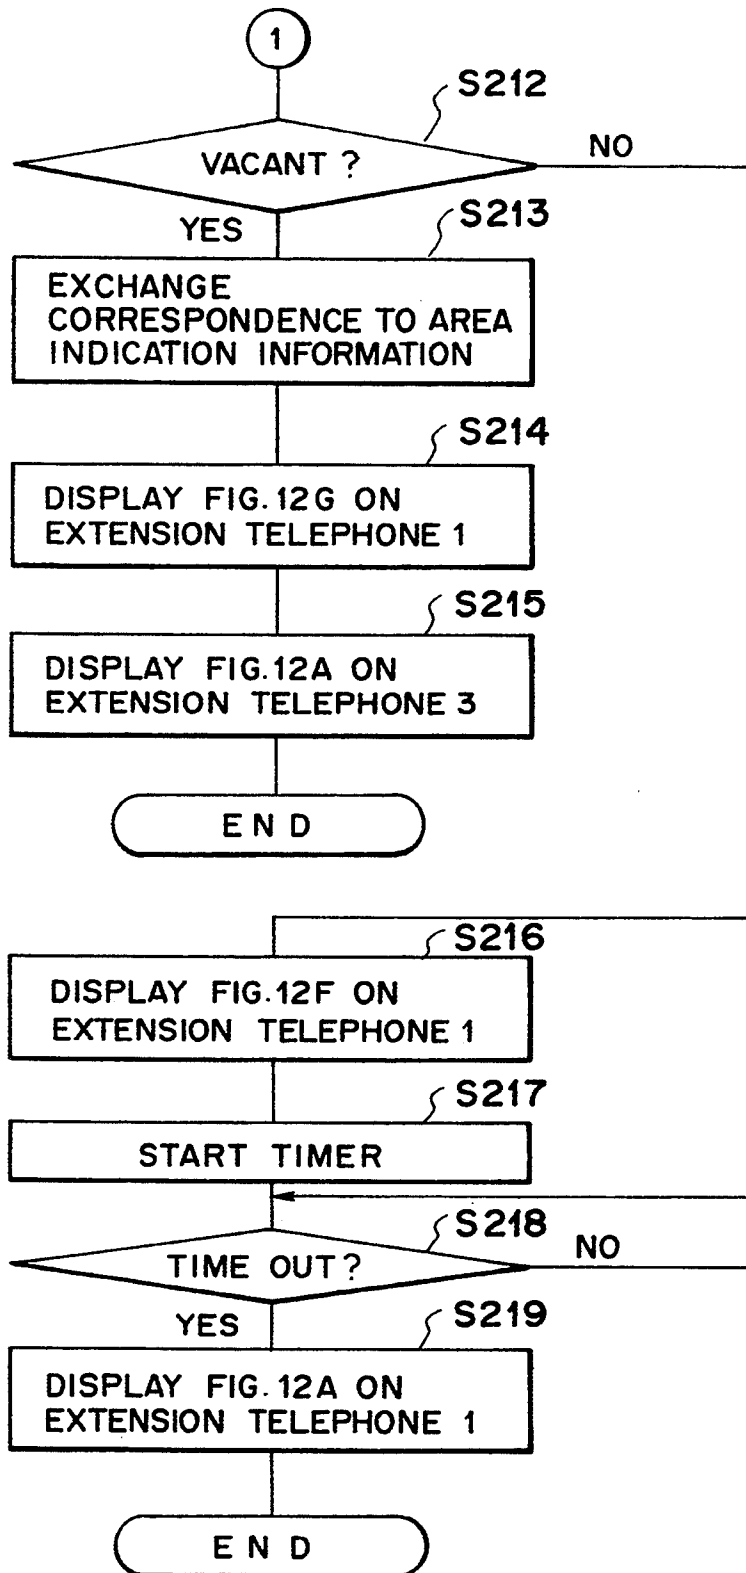 1
S212
VACANT ?
NO
YES
S213
EXCHANGE
CORRESPONDENCE TO AREA
INDICATION INFORMATION
S214
DISPLAY FIG.12G ON
EXTENSION TELEPHONE 1
S215
DISPLAY FIG.12A ON
EXTENSION TELEPHONE 3
END
S216
DISPLAY FIG.12F ON
EXTENSION TELEPHONE 1
S217
START TIMER
S218
TIME OUT?
NO
YES
S219
DISPLAY FIG.12A ON
EXTENSION TELEPHONE 1
END